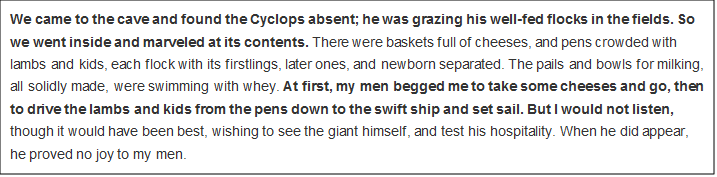 We came to the cave and found the Cyclops absent; he was grazing his well-fed flocks in the fields. So
we went inside and marveled at its contents. There were baskets full of cheeses, and pens crowded with
lambs and kids, each flock with its firstlings, later ones, and newborn separated. The pails and bowls for milking,
all solidly made, were swimming with whey. At first, my men begged me to take some cheeses and go, then
to drive the lambs and kids from the pens down to the swift ship and set sail. But I would not listen,
though it would have been best, wishing to see the giant himself, and test his hospitality. When he did appear,
he proved no joy to my men.